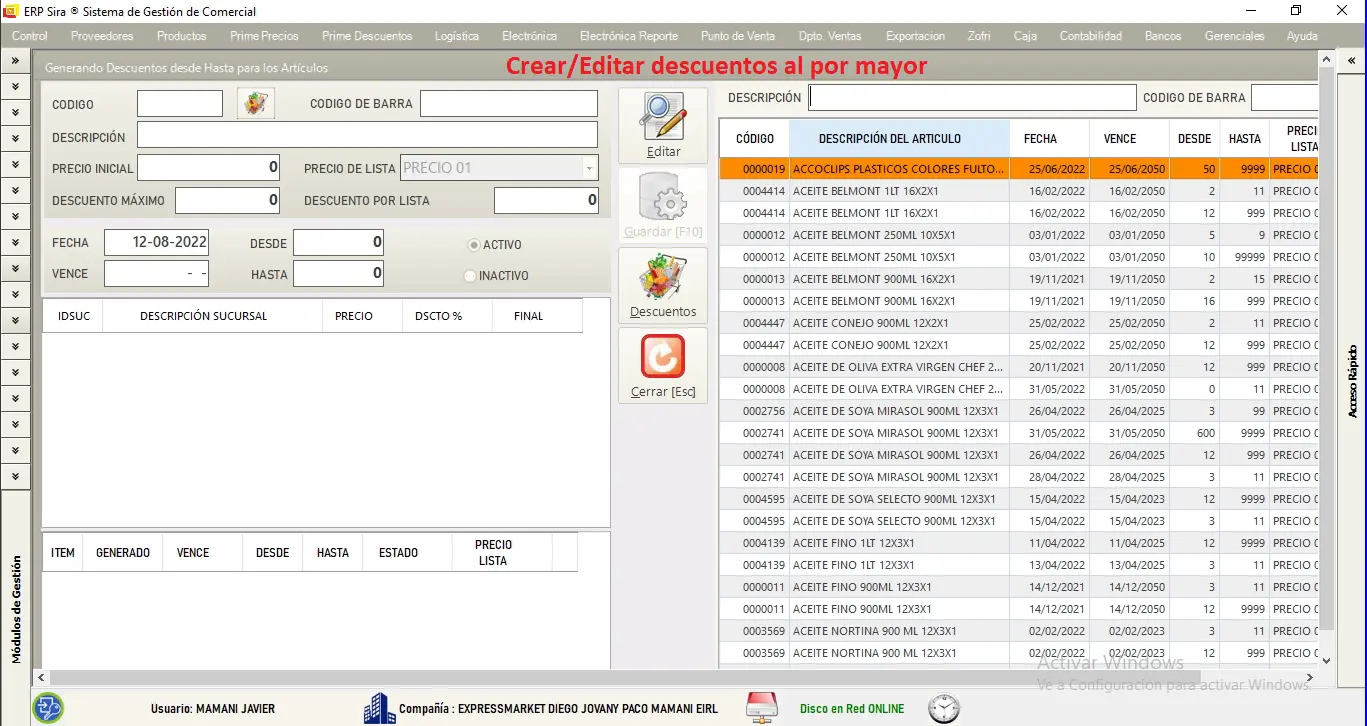 ERP Sira ® Sistema de Gestión de Comercial
Control Proveedores Productos Prime Precios Prime Descuentos Logística Electrónica Electrónica Reporte Punto de Venta Dpto. Ventas Exportacion Zofri Caja Contabilidad Bancos Gerenciales Ayuda
Generando Descuentos desde Hasta para los Artículos
Crear/Editar descuentos al por mayor
CODIGO CODIGO DE BARRA
DESCRIPCIÓN
PRECIO INICIAL 0 PRECIO DE LISTA PRECIO 01
DESCUENTO MÁXIMO 0 DESCUENTO POR LISTA 0
FECHA 12-08-2022 DESDE 0 ACTIVO
VENCE - - HASTA 0 INACTIVO
IDSUC DESCRIPCIÓN SUCURSAL PRECIO DSCTO % FINAL
ITEM GENERADO VENCE DESDE HASTA ESTADO PRECIO
LISTA
Editar
Guardar [F10]
Descuentos
Cerrar [Esc]
DESCRIPCIÓN CODIGO DE BARRA
CÓDIGO DESCRIPCIÓN DEL ARTICULO FECHA VENCE DESDE HASTA PRECI
LISTA
0000019 ACCOCLIPS PLASTICOS COLORES FULTO... 25/06/2022 25/06/2050 50 9999 PRECIO 0
0004414 ACEITE BELMONT 1LT 16X2X1 16/02/2022 16/02/2050 2 11 PRECIO 0
0004414 ACEITE BELMONT 1LT 16X2X1 16/02/2022 16/02/2050 12 999 PRECIO 0
0000012 ACEITE BELMONT 250ML 10X5X1 03/01/2022 03/01/2050 5 9 PRECIO 0
0000012 ACEITE BELMONT 250ML 10X5X1 03/01/2022 03/01/2050 10 99999 PRECIO 0
0000013 ACEITE BELMONT 900ML 16X2X1 19/11/2021 19/11/2050 2 15 PRECIO 0
0000013 ACEITE BELMONT 900ML 16X2X1 19/11/2021 19/11/2050 16 999 PRECIO 0
0004447 ACEITE CONEJO 900ML 12X2X1 25/02/2022 25/02/2050 2 11 PRECIO 0
0004447 ACEITE CONEJO 900ML 12X2X1 25/02/2022 25/02/2050 12 999 PRECIO 0
0000008 ACEITE DE OLIVA EXTRA VIRGEN CHEF 2... 20/11/2021 20/11/2050 12 999 PRECIO 0
0000008 ACEITE DE OLIVA EXTRA VIRGEN CHEF 2... 31/05/2022 31/05/2050 0 11 PRECIO 0
0002756 ACEITE DE SOYA MIRASOL 900ML 12X3X1 26/04/2022 26/04/2025 3 99 PRECIO 0
0002741 ACEITE DE SOYA MIRASOL 900ML 12X3X1 31/05/2022 31/05/2050 600 9999 PRECIO 0
0002741 ACEITE DE SOYA MIRASOL 900ML 12X3X1 26/04/2022 26/04/2025 12 999 PRECIO 0
0002741 ACEITE DE SOYA MIRASOL 900ML 12X3X1 28/04/2022 28/04/2025 3 11 PRECIO 0
0004595 ACEITE DE SOYA SELECTO 900ML 12X3X1 15/04/2022 15/04/2023 12 9999 PRECIO 0
0004595 ACEITE DE SOYA SELECTO 900ML 12X3X1 15/04/2022 15/04/2023 3 11 PRECIO 0
0004139 ACEITE FINO 1LT 12X3X1 11/04/2022 11/04/2025 12 9999 PRECIO 0
0004139 ACEITE FINO 1LT 12X3X1 13/04/2022 13/04/2025 3 11 PRECIO 0
0000011 ACEITE FINO 900ML 12X3X1 14/12/2021 14/12/2050 3 11 PRECIO 0
0000011 ACEITE FINO 900ML 12X3X1 14/12/2021 14/12/2050 12 9999 PRECIO 0
0003569 ACEITE NORTINA 900 ML 12X3X1 02/02/2022 02/02/2023 3 11 PRECIO 0
0003569 ACEITE NORTINA 900 ML 12X3X1 02/02/2022 02/02/2023 12 999 PRECIO 0
Módulos de Gestión
Acceso Rápido
Activar Windows
Ve a Configuración para activar Windows.
Usuario: MAMANI JAVIER Compañía : EXPRESSMARKET DIEGO JOVANY PACO MAMANI EIRL Disco en Red ONLINE